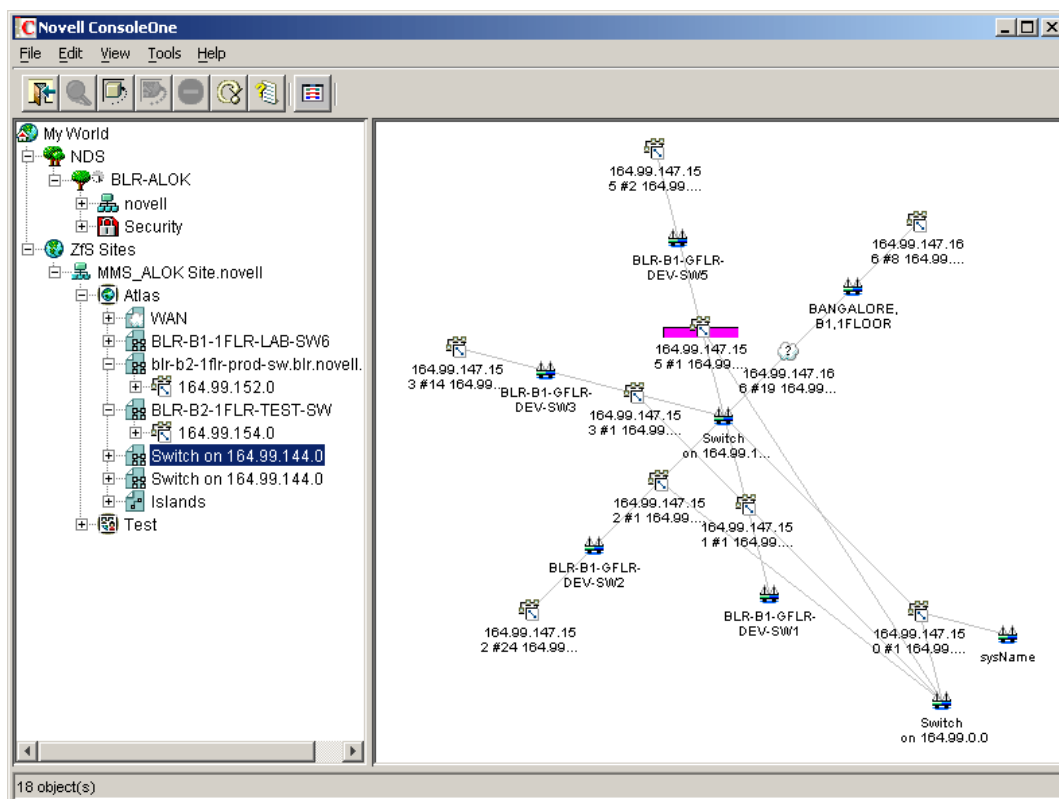 Novell ConsoleOne
File Edit View Tools Help
My World
NDS
BLR-ALOK
novell
Security
ZfS Sites
MMS_ALOK Site.novell
Atlas
WAN
BLR-B1-1FLR-LAB-SW6
blr-b2-1flr-prod-sw.blr.novell.
164.99.152.0
BLR-B2-1FLR-TEST-SW
164.99.154.0
Switch on 164.99.144.0
Switch on 164.99.144.0
Islands
Test
164.99.147.15
5 #2 164.99....
164.99.147.16
6 #8 164.99....
BLR-B1-GFLR-
DEV-SW5
BANGALORE,
B1,1FLOOR
164.99.147.15
5 #1 164.99....
164.99.147.16
6 #19 164.99....
164.99.147.15
3 #14 164.99...
BLR-B1-GFLR-
DEV-SW3
164.99.147.15
3 #1 164.99....
Switch
on 164.99.1...
164.99.147.15
2 #1 164.99....
164.99.147.15
1 #1 164.99....
BLR-B1-GFLR-
DEV-SW2
BLR-B1-GFLR-
DEV-SW1
164.99.147.15
2 #24 164.99...
164.99.147.15
0 #1 164.99....
sysName
Switch
on 164.99.0.0
18 object(s)